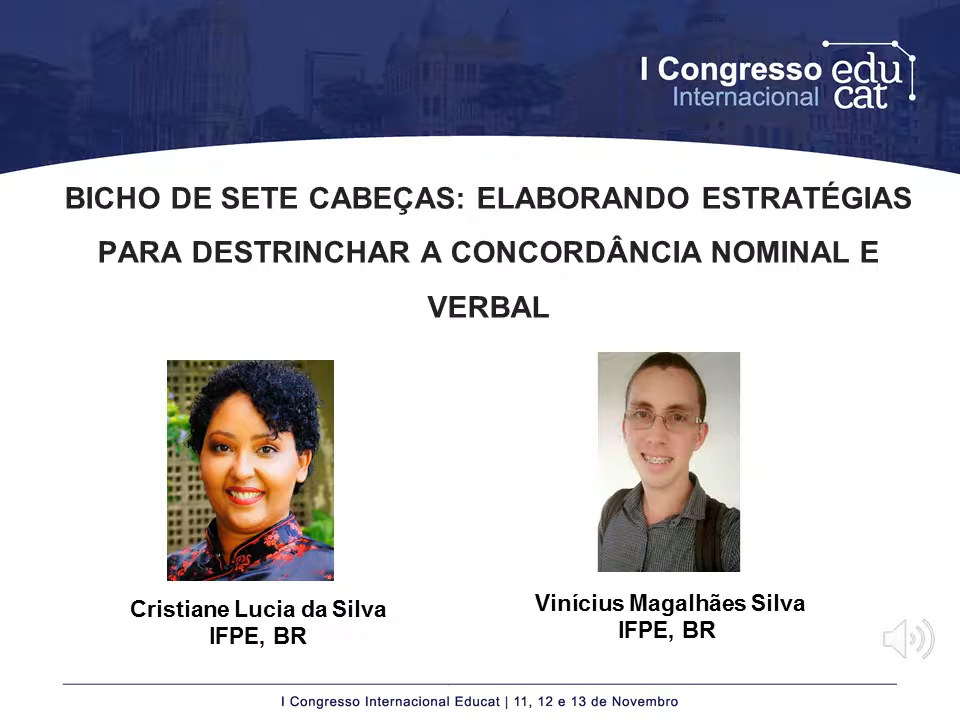 I Congresso
Internacional
edu
cat
BICHO DE SETE CABEÇAS: ELABORANDO ESTRATÉGIAS
PARA DESTRINCHAR A CONCORDÂNCIA NOMINAL E
VERBAL
Cristiane Lucia da Silva
IFPE, BR
Vinícius Magalhães Silva
IFPE, BR
I Congresso Internacional Educat | 11, 12 e 13 de Novembro